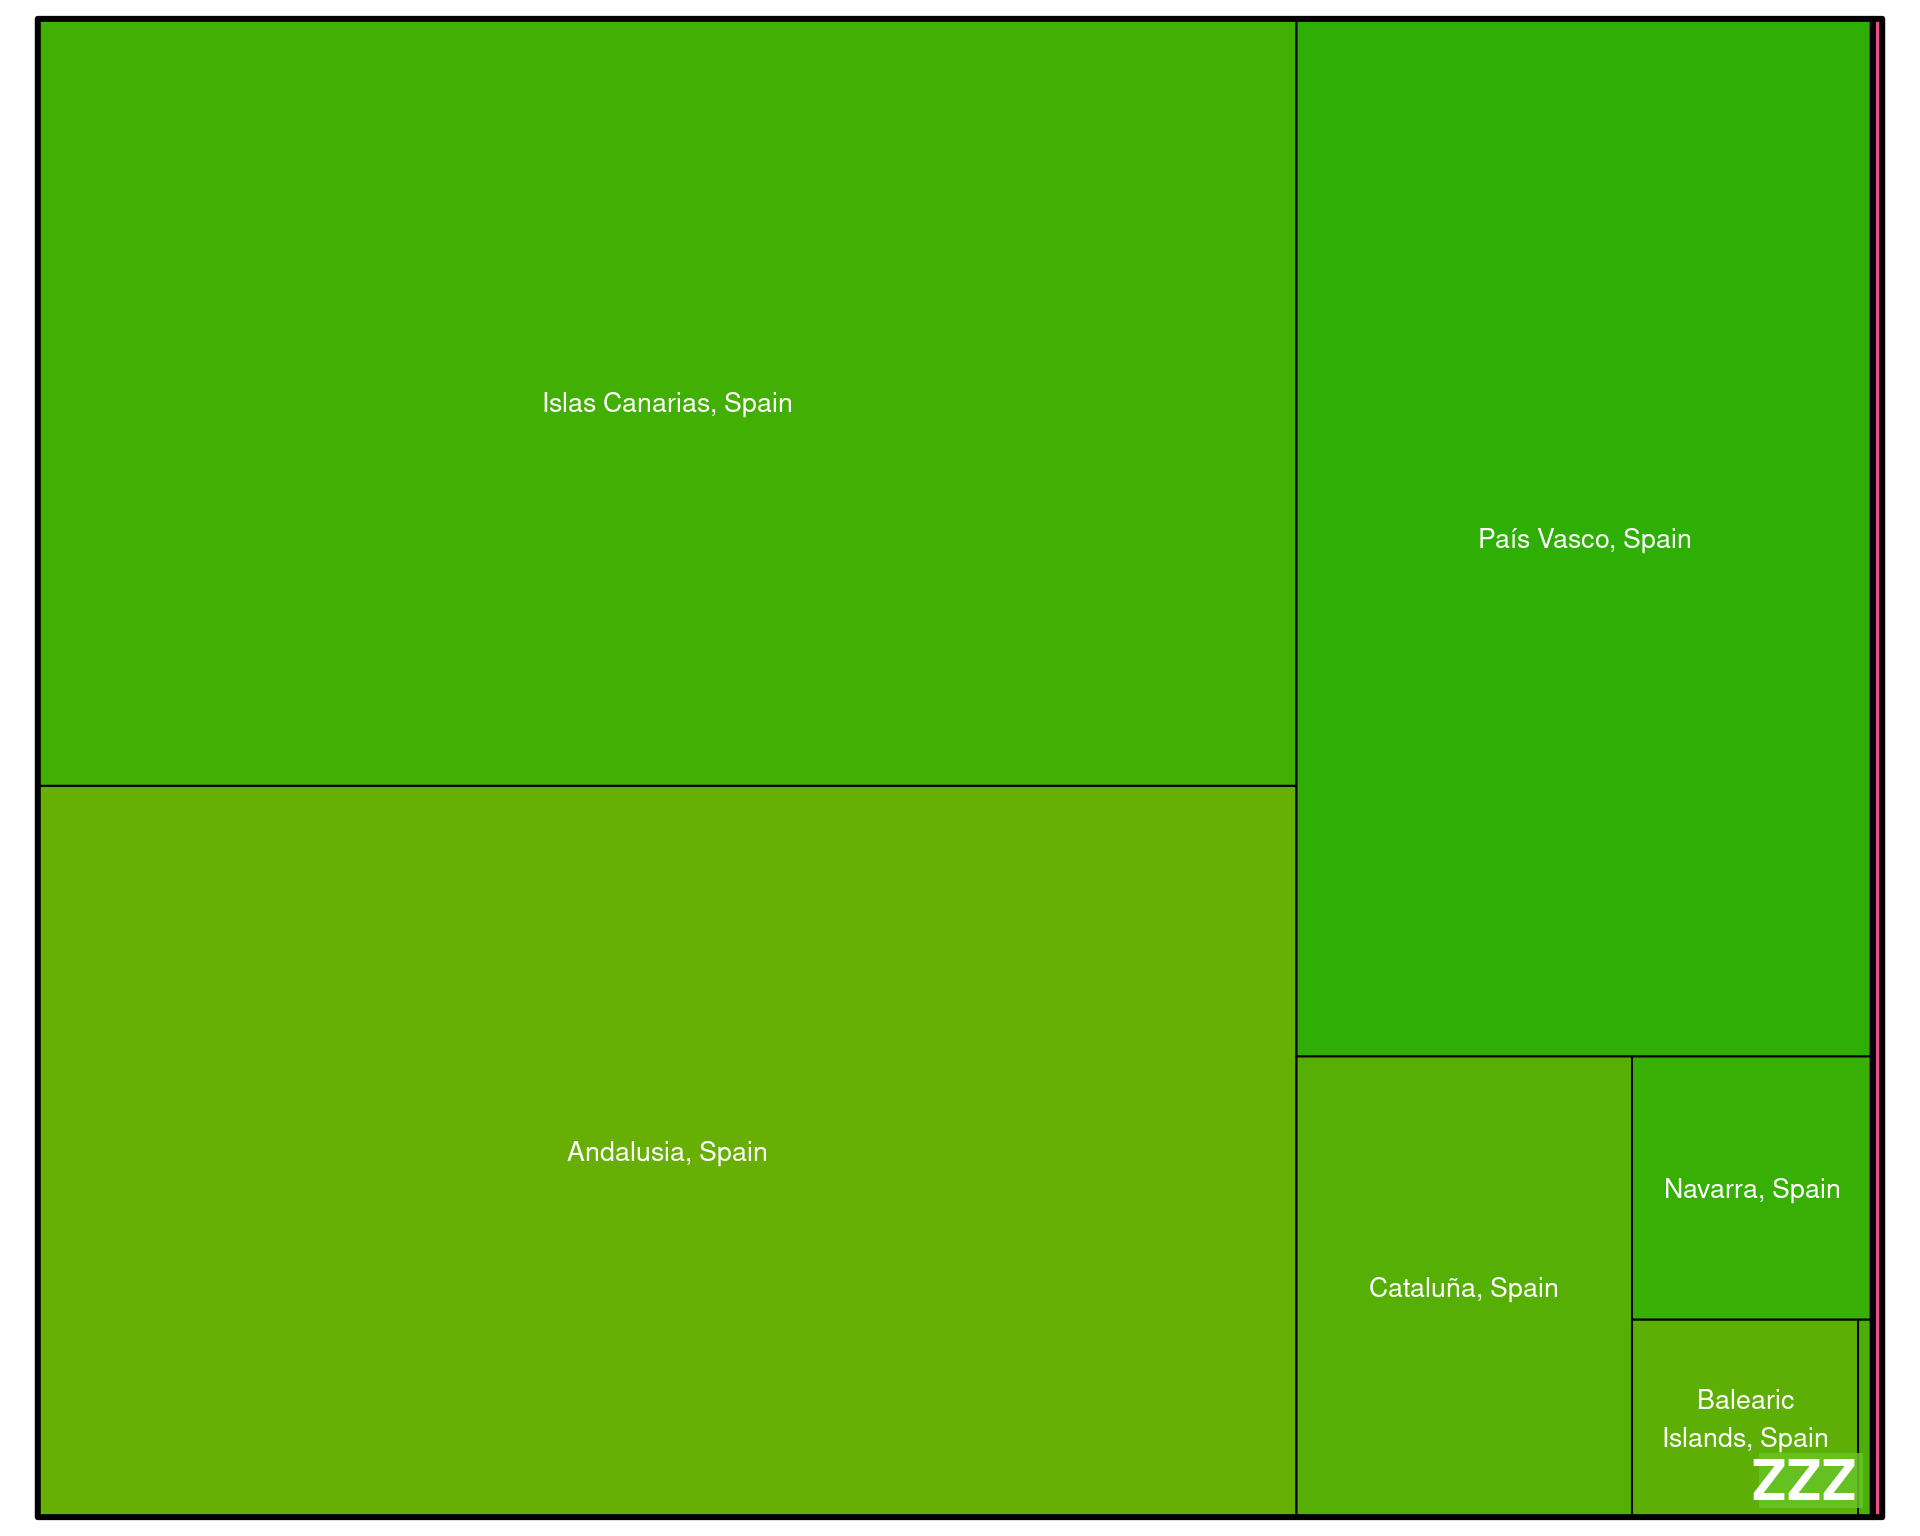 Islas Canarias, Spain
País Vasco, Spain
Andalusia, Spain
Navarra, Spain
Cataluña, Spain
Balearic
Islands, Spain
ZZZ